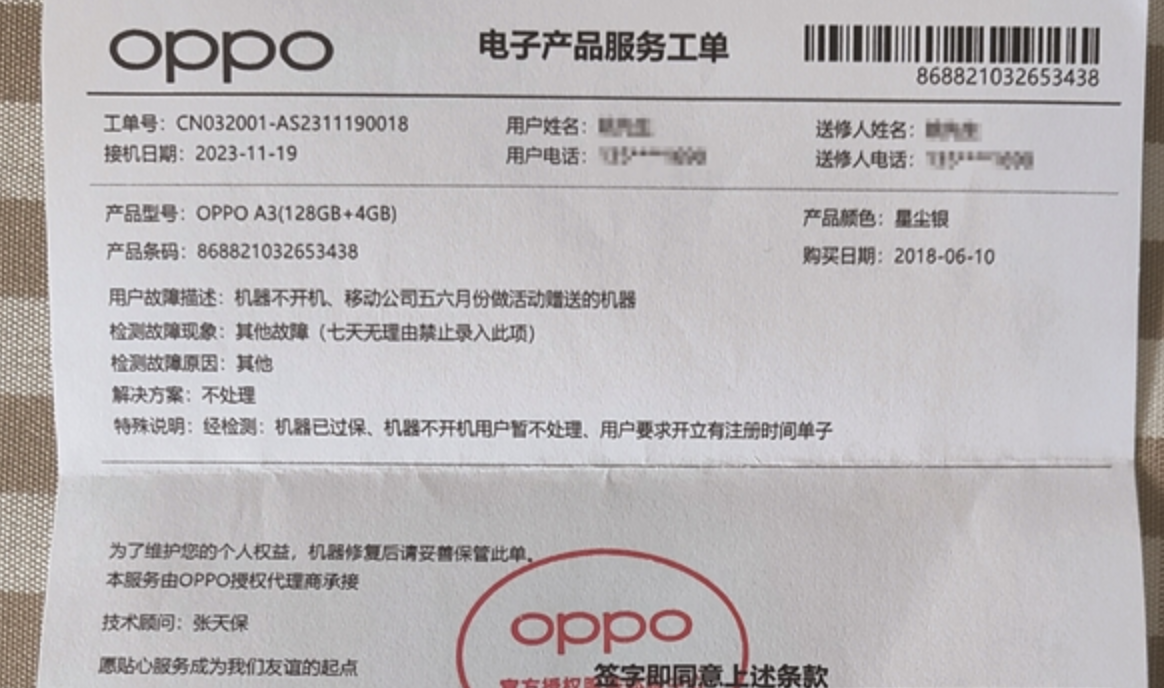 oppo
电子产品服务工单
868821032653438
工单号：CN032001-AS2311190018
用户姓名：
送修人姓名：
接机日期：2023-11-19
用户电话：
送修人电话：
产品型号：OPPO A3(128GB+4GB)
产品颜色：星尘银
产品条码：868821032653438
购买日期：2018-06-10
用户故障描述：机器不开机、移动公司五六月份做活动赠送的机器
检测故障现象：其他故障（七天无理由禁止录入此项）
检测故障原因：其他
解决方案：不处理
特殊说明：经检测：机器已过保、机器不开机用户暂不处理、用户要求开立有注册时间单子
为了维护您的个人权益，机器修复后请妥善保管此单。
本服务由OPPO授权代理商承接
技术顾问：张天保
oppo
愿贴心服务成为我们友谊的起点
签字即同意上述条款
官方授权